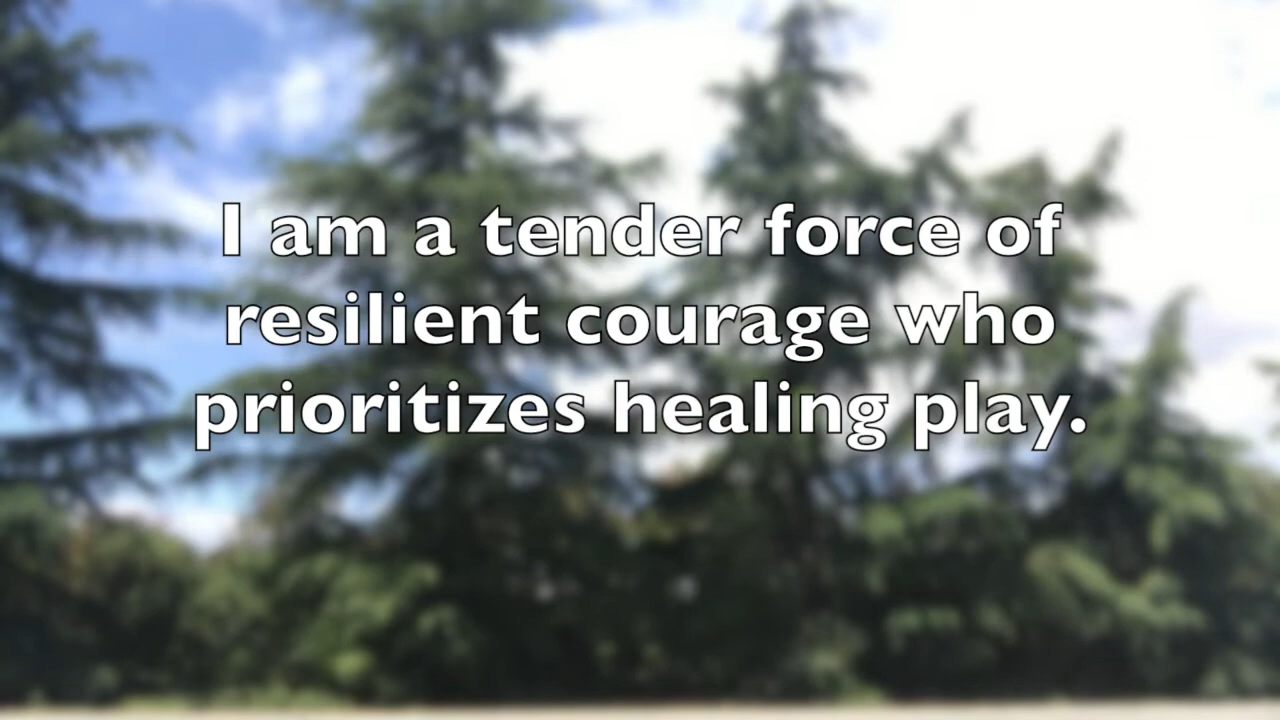 I am a tender force of
resilient courage who
prioritizes healing play.